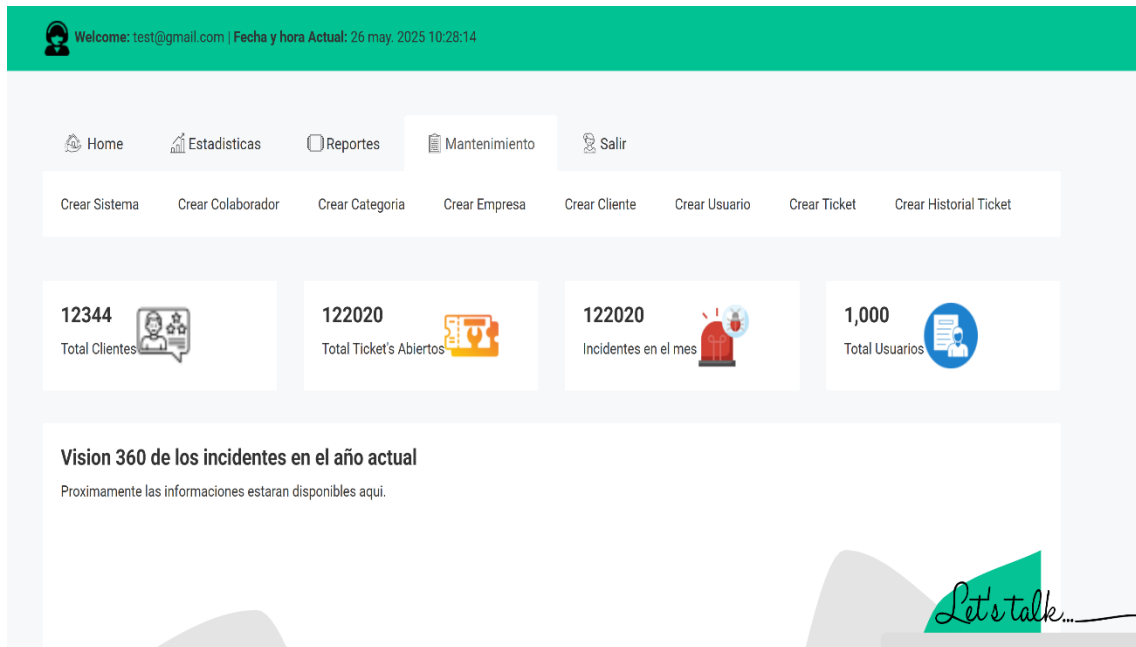 Welcome: test@gmail.com | Fecha y hora Actual: 26 may. 2025 10:28:14
Home Estadisticas Reportes Mantenimiento Salir
Crear Sistema Crear Colaborador Crear Categoria Crear Empresa Crear Cliente Crear Usuario Crear Ticket Crear Historial Ticket
12344
Total Clientes
122020
Total Ticket's Abiertos
122020
Incidentes en el mes
1,000
Total Usuarios
Vision 360 de los incidentes en el año actual
Proximamente las informaciones estaran disponibles aqui.
Let's talk...